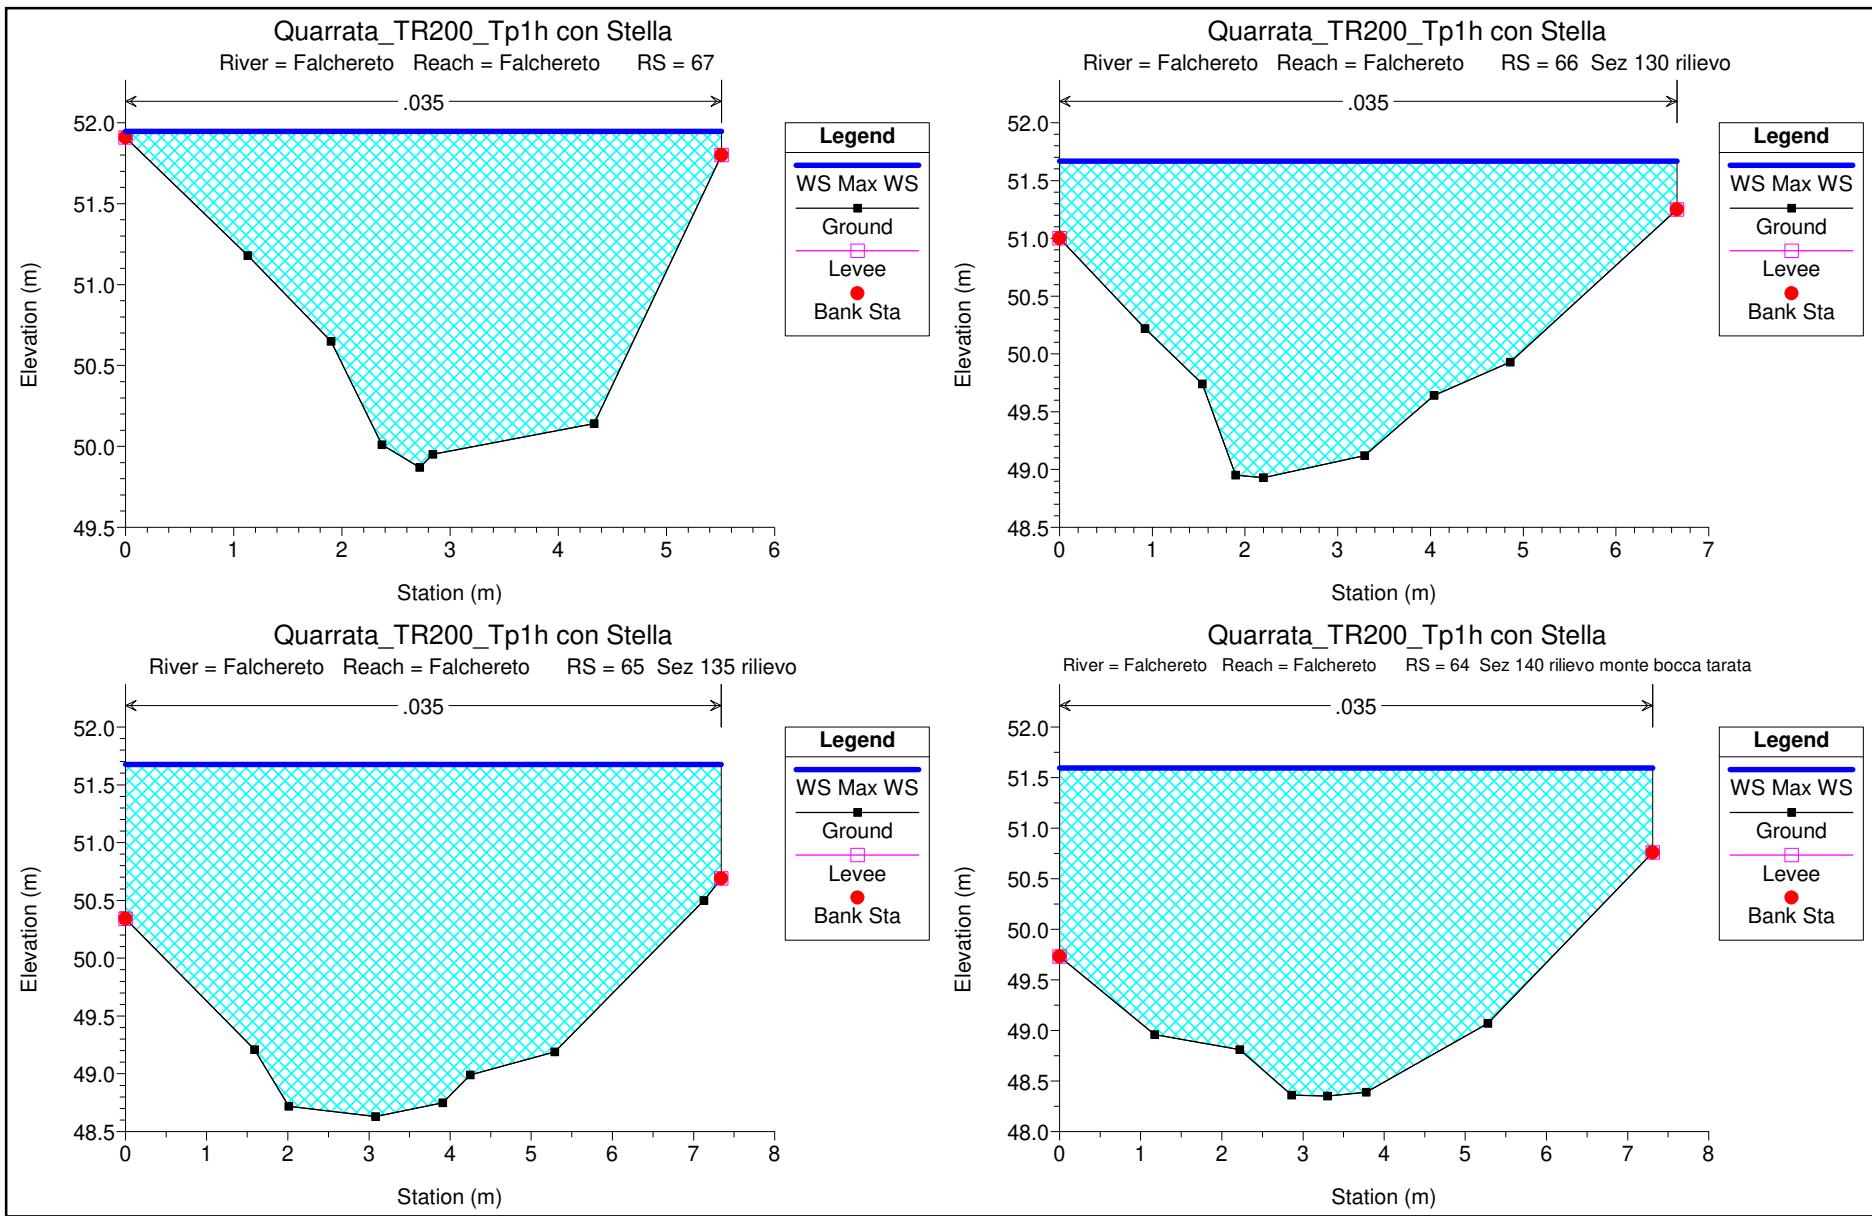 Quarrata_TR200_Tp1h con Stella
River = Falchereto Reach = Falchereto RS = 67
.035
52.0
51.5
51.0
50.5
50.0
49.5
Elevation (m)
0 1 2 3 4 5 6
Station (m)
Legend
WS Max WS
Ground
Levee
Bank Sta
Quarrata_TR200_Tp1h con Stella
River = Falchereto Reach = Falchereto RS = 66 Sez 130 rilievo
.035
52.0
51.5
51.0
50.5
50.0
49.5
49.0
48.5
Elevation (m)
0 1 2 3 4 5 6 7
Station (m)
Legend
WS Max WS
Ground
Levee
Bank Sta
Quarrata_TR200_Tp1h con Stella
River = Falchereto Reach = Falchereto RS = 65 Sez 135 rilievo
.035
52.0
51.5
51.0
50.5
50.0
49.5
49.0
48.5
Elevation (m)
0 1 2 3 4 5 6 7 8
Station (m)
Legend
WS Max WS
Ground
Levee
Bank Sta
Quarrata_TR200_Tp1h con Stella
River = Falchereto Reach = Falchereto RS = 64 Sez 140 rilievo monte bocca tarata
.035
52.0
51.5
51.0
50.5
50.0
49.5
49.0
48.5
48.0
Elevation (m)
0 1 2 3 4 5 6 7 8
Station (m)
Legend
WS Max WS
Ground
Levee
Bank Sta